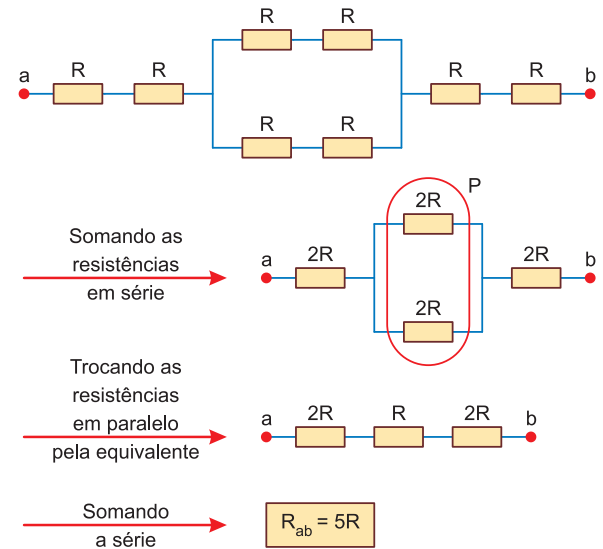 R R
a R R R R b
R R
P
2R
Somando as
resistências
em série
a 2R 2R b
2R
Trocando as
resistências
em paralelo
pela equivalente
a 2R R 2R b
Somando
a série
Rab = 5R